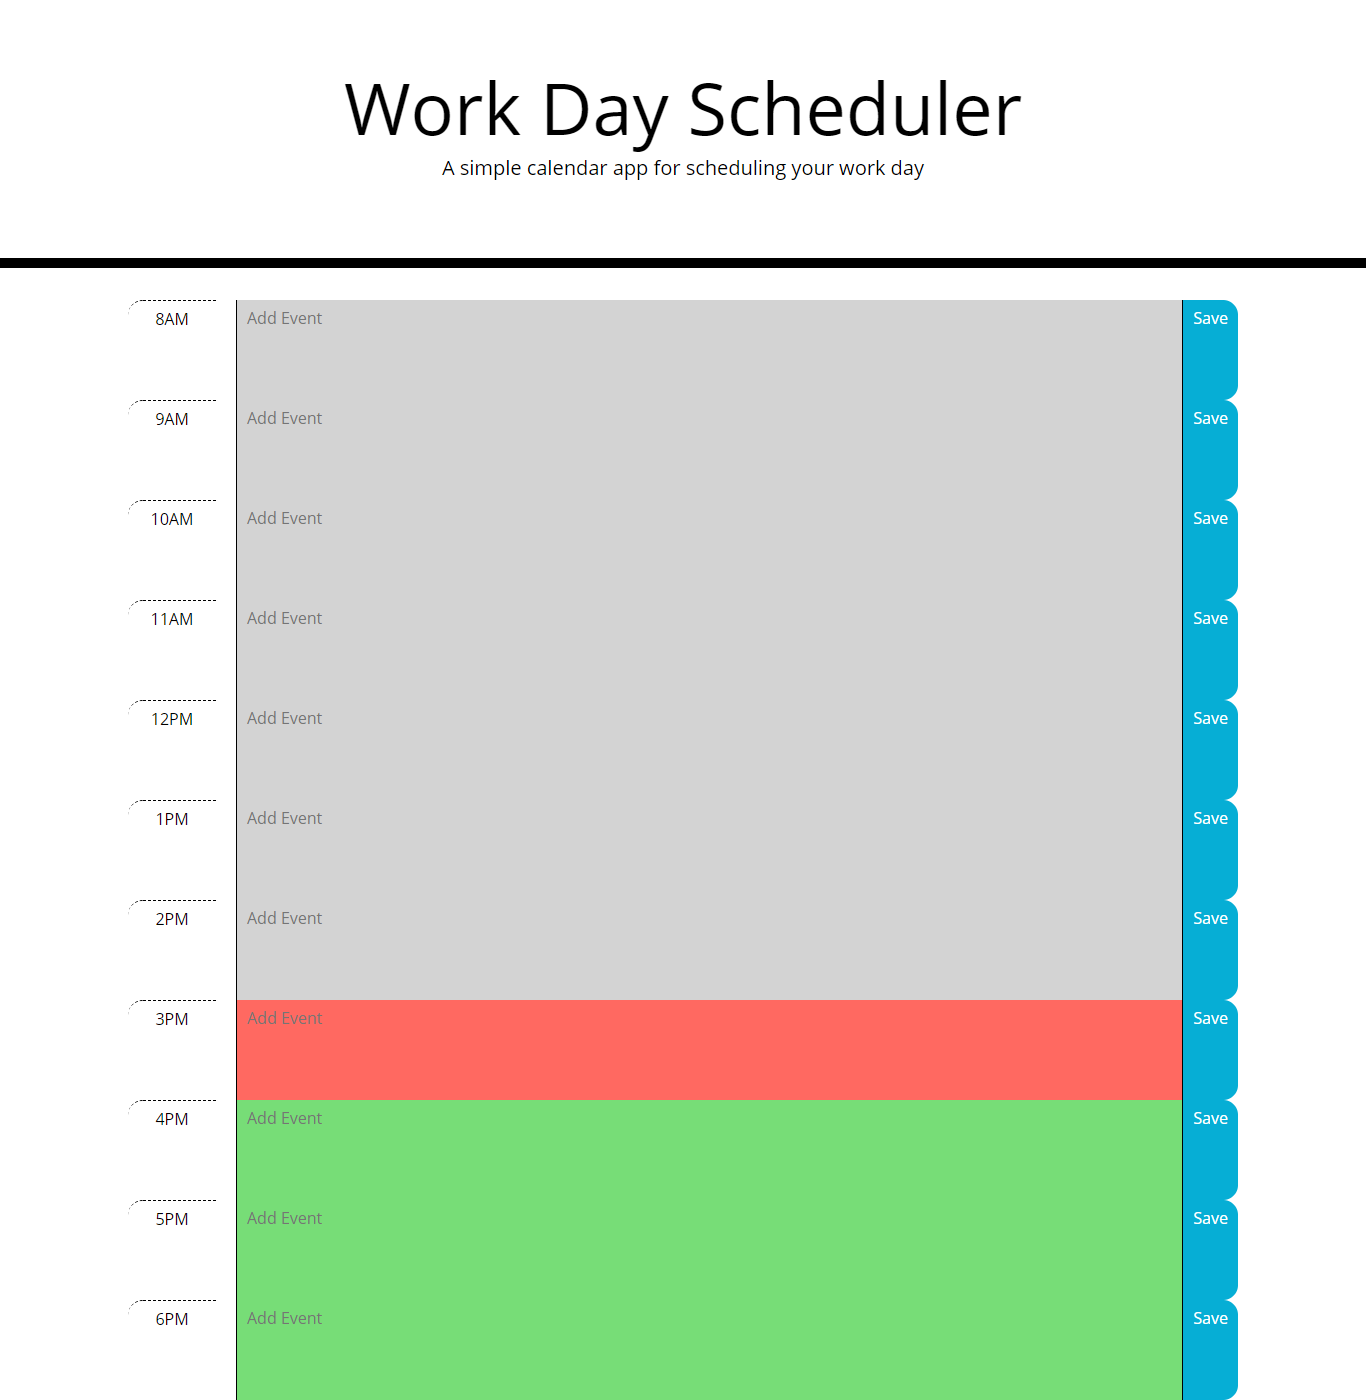 Work Day Scheduler
A simple calendar app for scheduling your work day
8AM Add Event Save
9AM Add Event Save
10AM Add Event Save
11AM Add Event Save
12PM Add Event Save
1PM Add Event Save
2PM Add Event Save
3PM Add Event Save
4PM Add Event Save
5PM Add Event Save
6PM Add Event Save